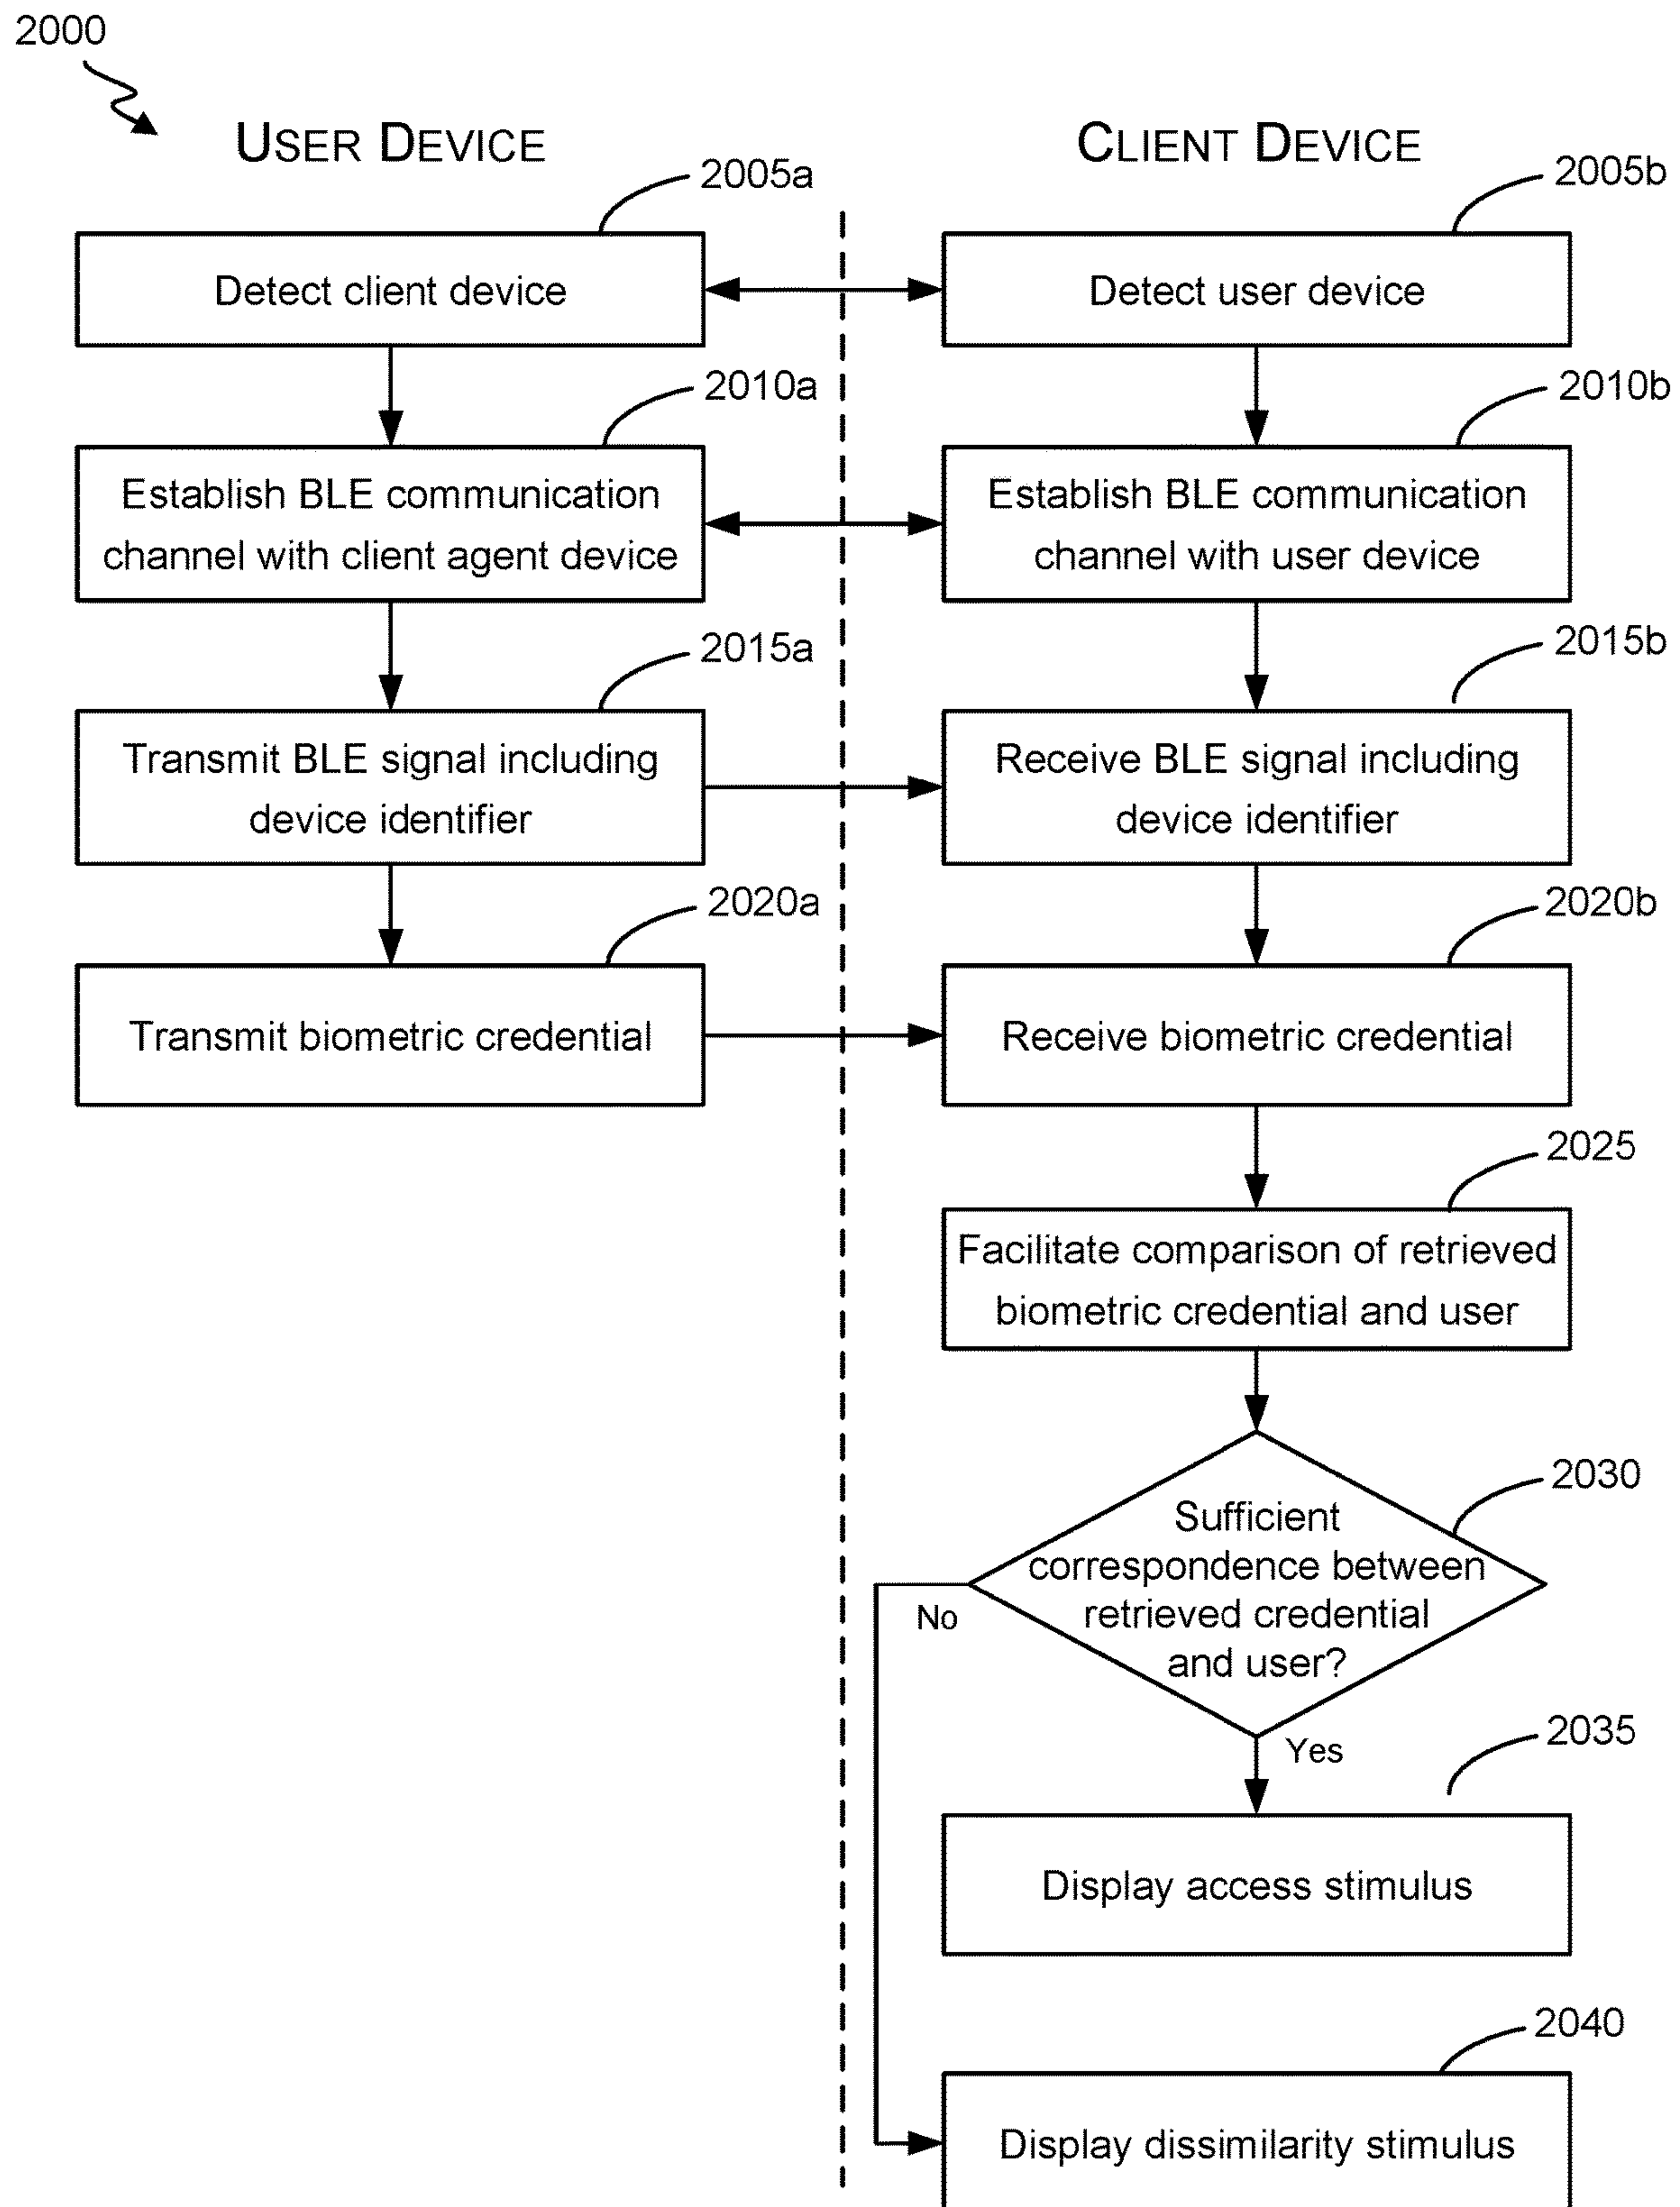 2000
USER DEVICE
CLIENT DEVICE
2005a
2005b
Detect client device
Detect user device
2010a
2010b
Establish BLE communication
channel with client agent device
Establish BLE communication
channel with user device
2015a
2015b
Transmit BLE signal including
device identifier
Receive BLE signal including
device identifier
2020a
2020b
Transmit biometric credential
Receive biometric credential
2025
Facilitate comparison of retrieved
biometric credential and user
2030
Sufficient
correspondence between
retrieved credential
and user?
No
Yes
2035
Display access stimulus
2040
Display dissimilarity stimulus